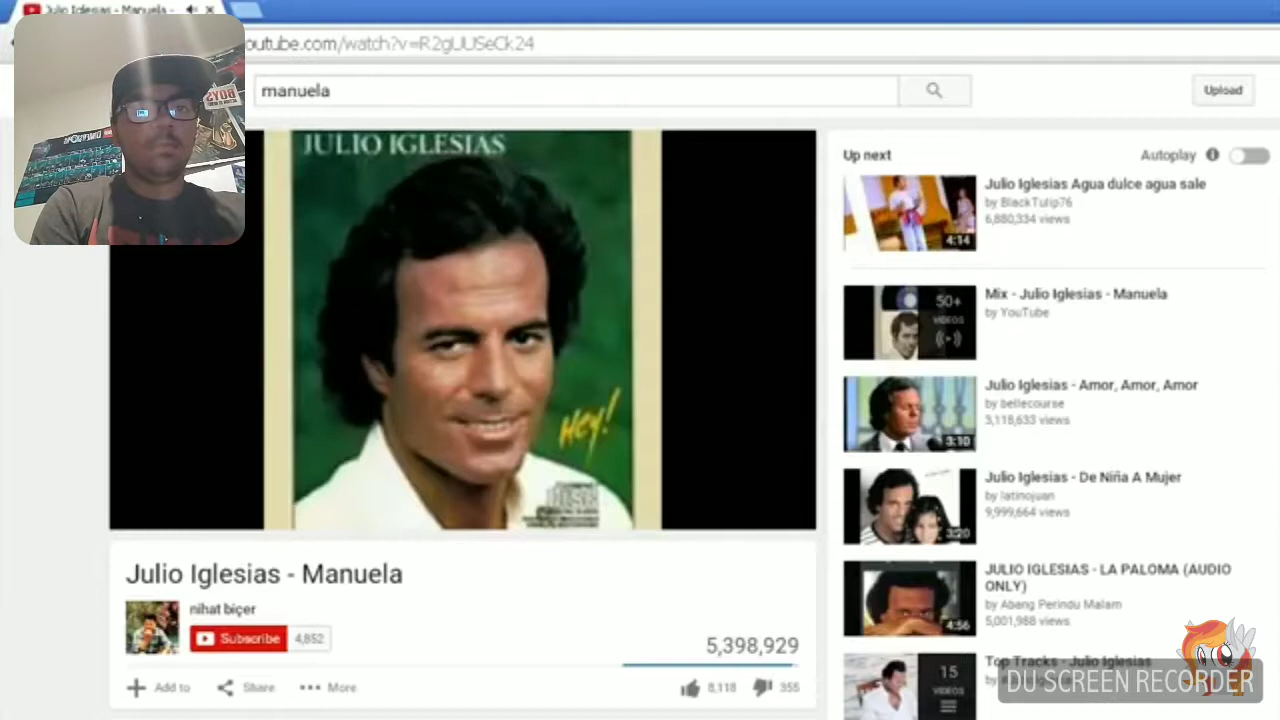 Julio Iglesias - Manuela -
outube.com/watch?v=R2gUUSeCk24
manuela
Upload
JULIO IGLESIAS
Hey!
DISC
BOYS
Up next
Autoplay
Julio Iglesias Agua dulce agua sale
by BlackTulip76
6,880,334 views
4:14
Mix - Julio Iglesias - Manuela
by YouTube
50+
VIDEOS
Julio Iglesias - Amor, Amor, Amor
by bellecourse
3,118,633 views
3:10
Julio Iglesias - De Niña A Mujer
by latinojuan
9,999,664 views
3:20
JULIO IGLESIAS - LA PALOMA (AUDIO
ONLY)
by Abang Perindu Malam
5,001,988 views
4:56
Top Tracks - Julio Iglesias
by
15
VIDEOS
Julio Iglesias - Manuela
nihat biçer
Subscribe 4,852
5,398,929
Add to Share More
8,118 355
DU SCREEN RECORDER